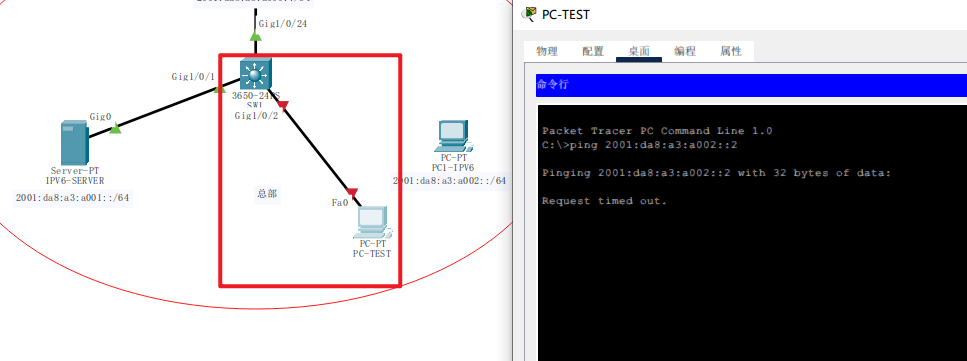 Gig1/0/24
Gig1/0/1
3650-24PS
SW1
Gig1/0/2
Gig0
Server-PT
IPV6-SERVER
2001:da8:a3:a001::/64
PC-PT
PC1-IPV6
2001:da8:a3:a002::/64
总部
Fa0
PC-PT
PC-TEST
PC-TEST
物理 配置 桌面 编程 属性
命令行
Packet Tracer PC Command Line 1.0
C:\>ping 2001:da8:a3:a002::2
Pinging 2001:da8:a3:a002::2 with 32 bytes of data:
Request timed out.